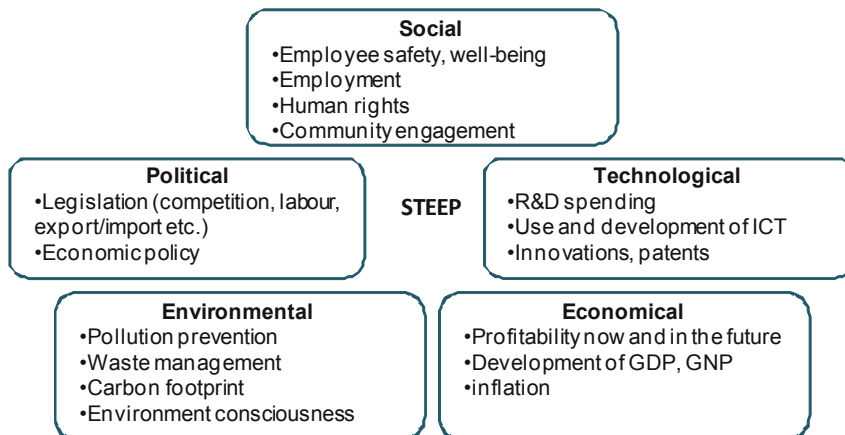 Social
•Employee safety, well-being
•Employment
•Human rights
•Community engagement
Political
•Legislation (competition, labour,
export/import etc.)
•Economic policy
STEEP
Technological
•R&D spending
•Use and development of ICT
•Innovations, patents
Environmental
•Pollution prevention
•Waste management
•Carbon footprint
•Environment consciousness
Economical
•Profitability now and in the future
•Development of GDP, GNP
•inflation